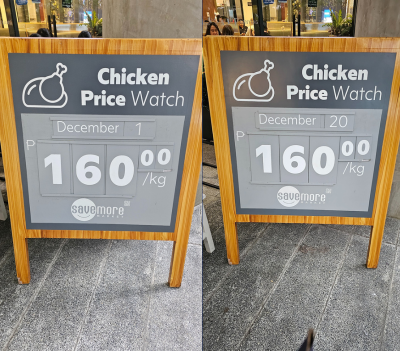 Chicken
Price Watch
December 1
P 160 00
/kg
savemore
Chicken
Price Watch
December 20
P 160 00
/kg
savemore